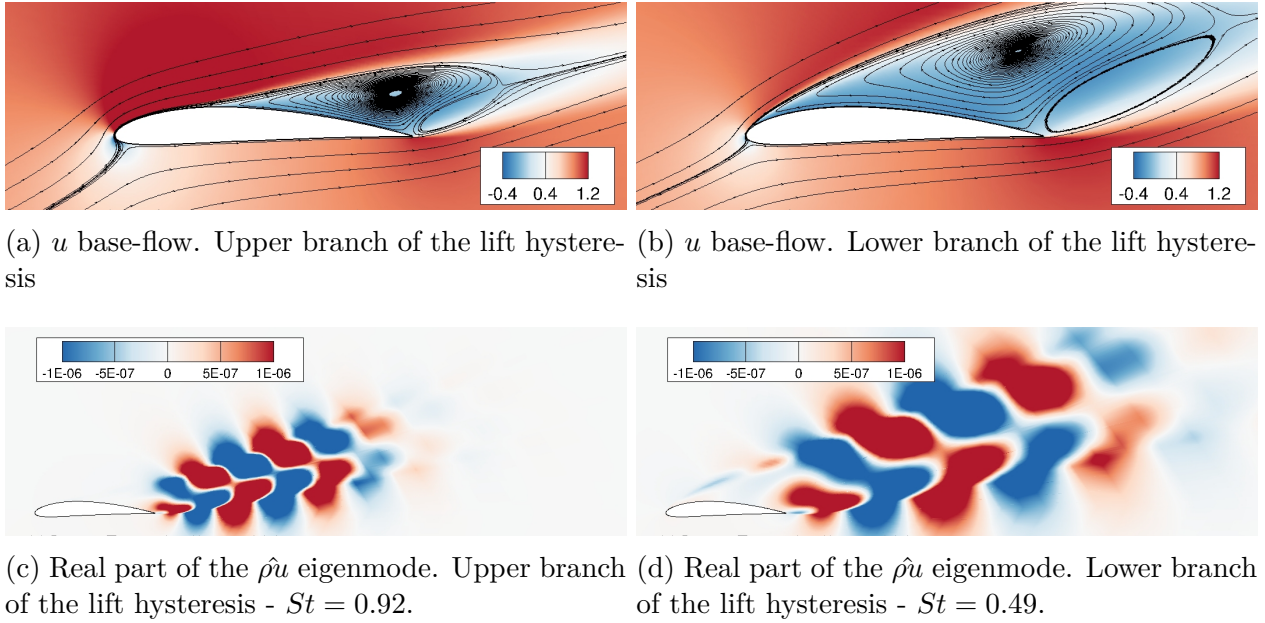 -0.4 0.4 1.2
-0.4 0.4 1.2
(a) u base-flow. Upper branch of the lift hystere-
sis
(b) u base-flow. Lower branch of the lift hystere-
sis
-1E-06 -5E-07 0 5E-07 1E-06
-1E-06 -5E-07 0 5E-07 1E-06
(c) Real part of the ρ̂u eigenmode. Upper branch
of the lift hysteresis - St = 0.92.
(d) Real part of the ρ̂u eigenmode. Lower branch
of the lift hysteresis - St = 0.49.